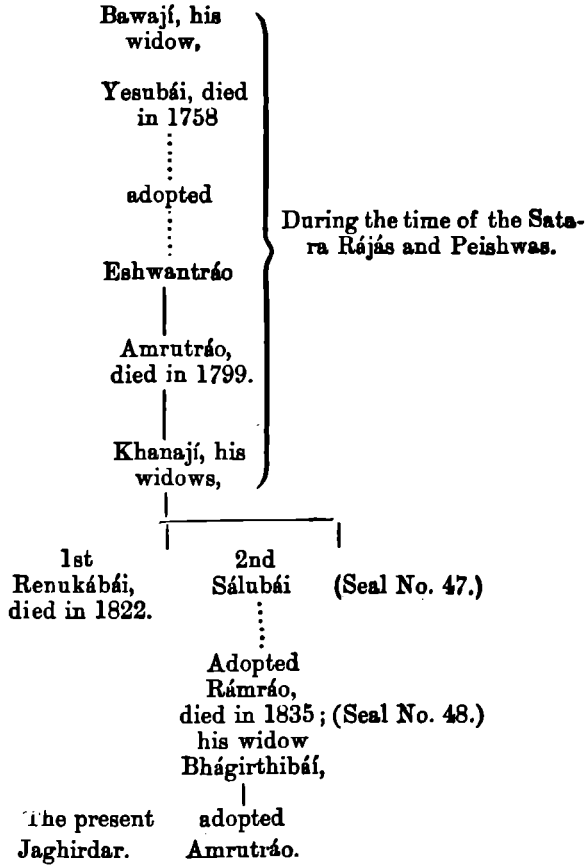 Bawají, his
widow,
Yesubái, died
in 1758
adopted
During the time of the Sata-
ra Rájás and Peishwas.
Eshwantráo
Amrutráo,
died in 1799.
Khanají, his
widows,
1st
Renukábái,
died in 1822.
2nd
Sálubái (Seal No. 47.)
Adopted
Rámráo,
died in 1835; (Seal No. 48.)
his widow
Bhágirthibáí,
The present adopted
Jaghirdar. Amrutráo.